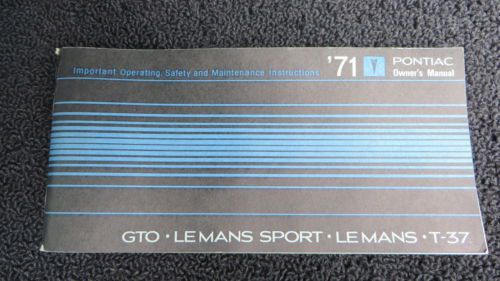 Important Operating, Safety and Maintenance Instructions '71 PONTIAC
Owner's Manual
GTO • LE MANS SPORT • LE MANS • T-37